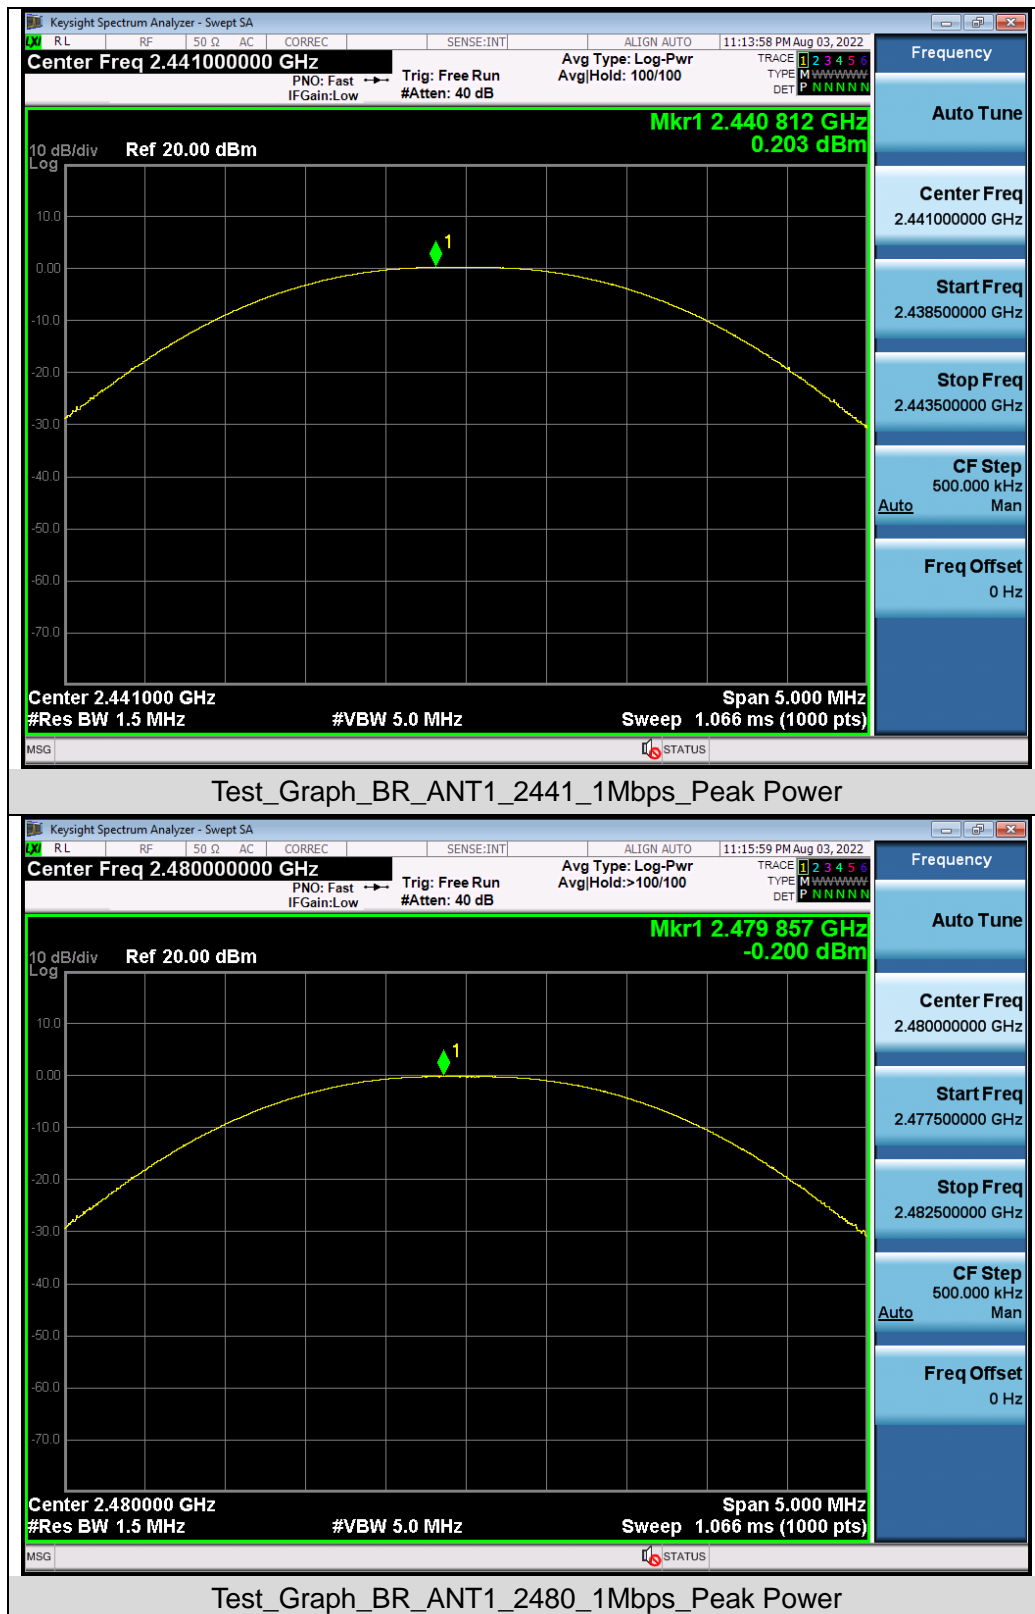 Keysight Spectrum Analyzer - Swept SA
LXI RL RF 50 Ω AC CORREC SENSE:INT ALIGN AUTO 11:13:58 PM Aug 03, 2022
Center Freq 2.441000000 GHz
PNO: Fast
IFGain:Low
Trig: Free Run
#Atten: 40 dB
Avg Type: Log-Pwr
Avg|Hold: 100/100
TRACE 1 2 3 4 5 6
TYPE M WWWWW
DET P N N N N N
Mkr1 2.440 812 GHz
0.203 dBm
10 dB/div Ref 20.00 dBm
Log
10.0
0.00
-10.0
-20.0
-30.0
-40.0
-50.0
-60.0
-70.0
1
Center 2.441000 GHz Span 5.000 MHz
#Res BW 1.5 MHz #VBW 5.0 MHz Sweep 1.066 ms (1000 pts)
MSG STATUS
Frequency
Auto Tune
Center Freq
2.441000000 GHz
Start Freq
2.438500000 GHz
Stop Freq
2.443500000 GHz
CF Step
500.000 kHz
Auto Man
Freq Offset
0 Hz
Test_Graph_BR_ANT1_2441_1Mbps_Peak Power
Keysight Spectrum Analyzer - Swept SA
LXI RL RF 50 Ω AC CORREC SENSE:INT ALIGN AUTO 11:15:59 PM Aug 03, 2022
Center Freq 2.480000000 GHz
PNO: Fast
IFGain:Low
Trig: Free Run
#Atten: 40 dB
Avg Type: Log-Pwr
Avg|Hold:>100/100
TRACE 1 2 3 4 5 6
TYPE M WWWWW
DET P N N N N N
Mkr1 2.479 857 GHz
-0.200 dBm
10 dB/div Ref 20.00 dBm
Log
10.0
0.00
-10.0
-20.0
-30.0
-40.0
-50.0
-60.0
-70.0
1
Center 2.480000 GHz Span 5.000 MHz
#Res BW 1.5 MHz #VBW 5.0 MHz Sweep 1.066 ms (1000 pts)
MSG STATUS
Frequency
Auto Tune
Center Freq
2.480000000 GHz
Start Freq
2.477500000 GHz
Stop Freq
2.482500000 GHz
CF Step
500.000 kHz
Auto Man
Freq Offset
0 Hz
Test_Graph_BR_ANT1_2480_1Mbps_Peak Power